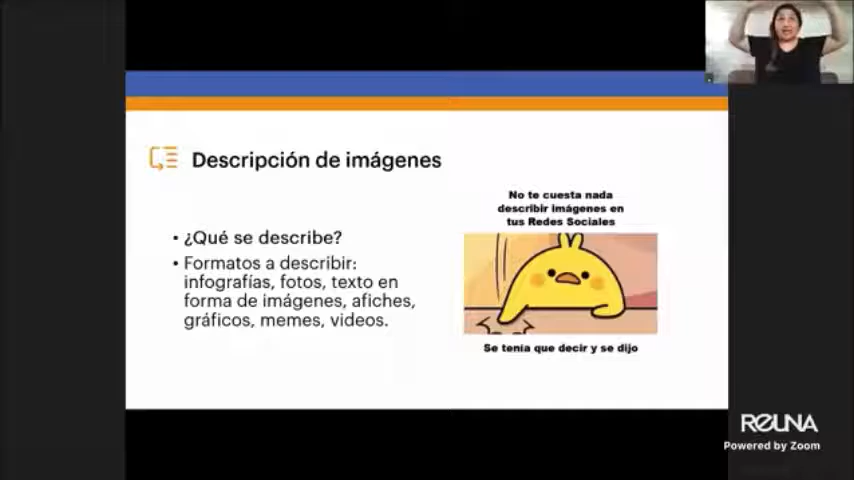 Descripción de imágenes
No te cuesta nada
describir imágenes en
tus Redes Sociales
• ¿Qué se describe?
• Formatos a describir:
infografías, fotos, texto en
forma de imágenes, afiches,
gráficos, memes, videos.
Se tenía que decir y se dijo
REUNA
Powered by Zoom